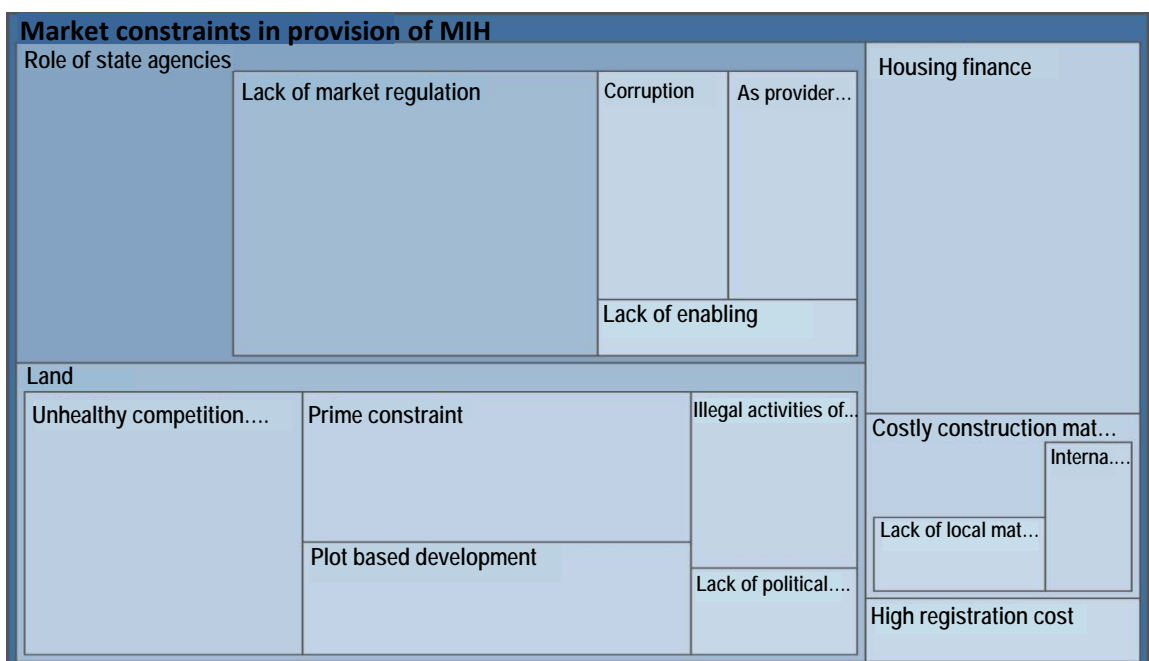 Market constraints in provision of MIH
Role of state agencies
Lack of market regulation
Corruption
As provider…
Lack of enabling
Housing finance
Land
Unhealthy competition….
Prime constraint
Plot based development
Illegal activities of…
Lack of political….
Costly construction mat…
Interna….
Lack of local mat…
High registration cost